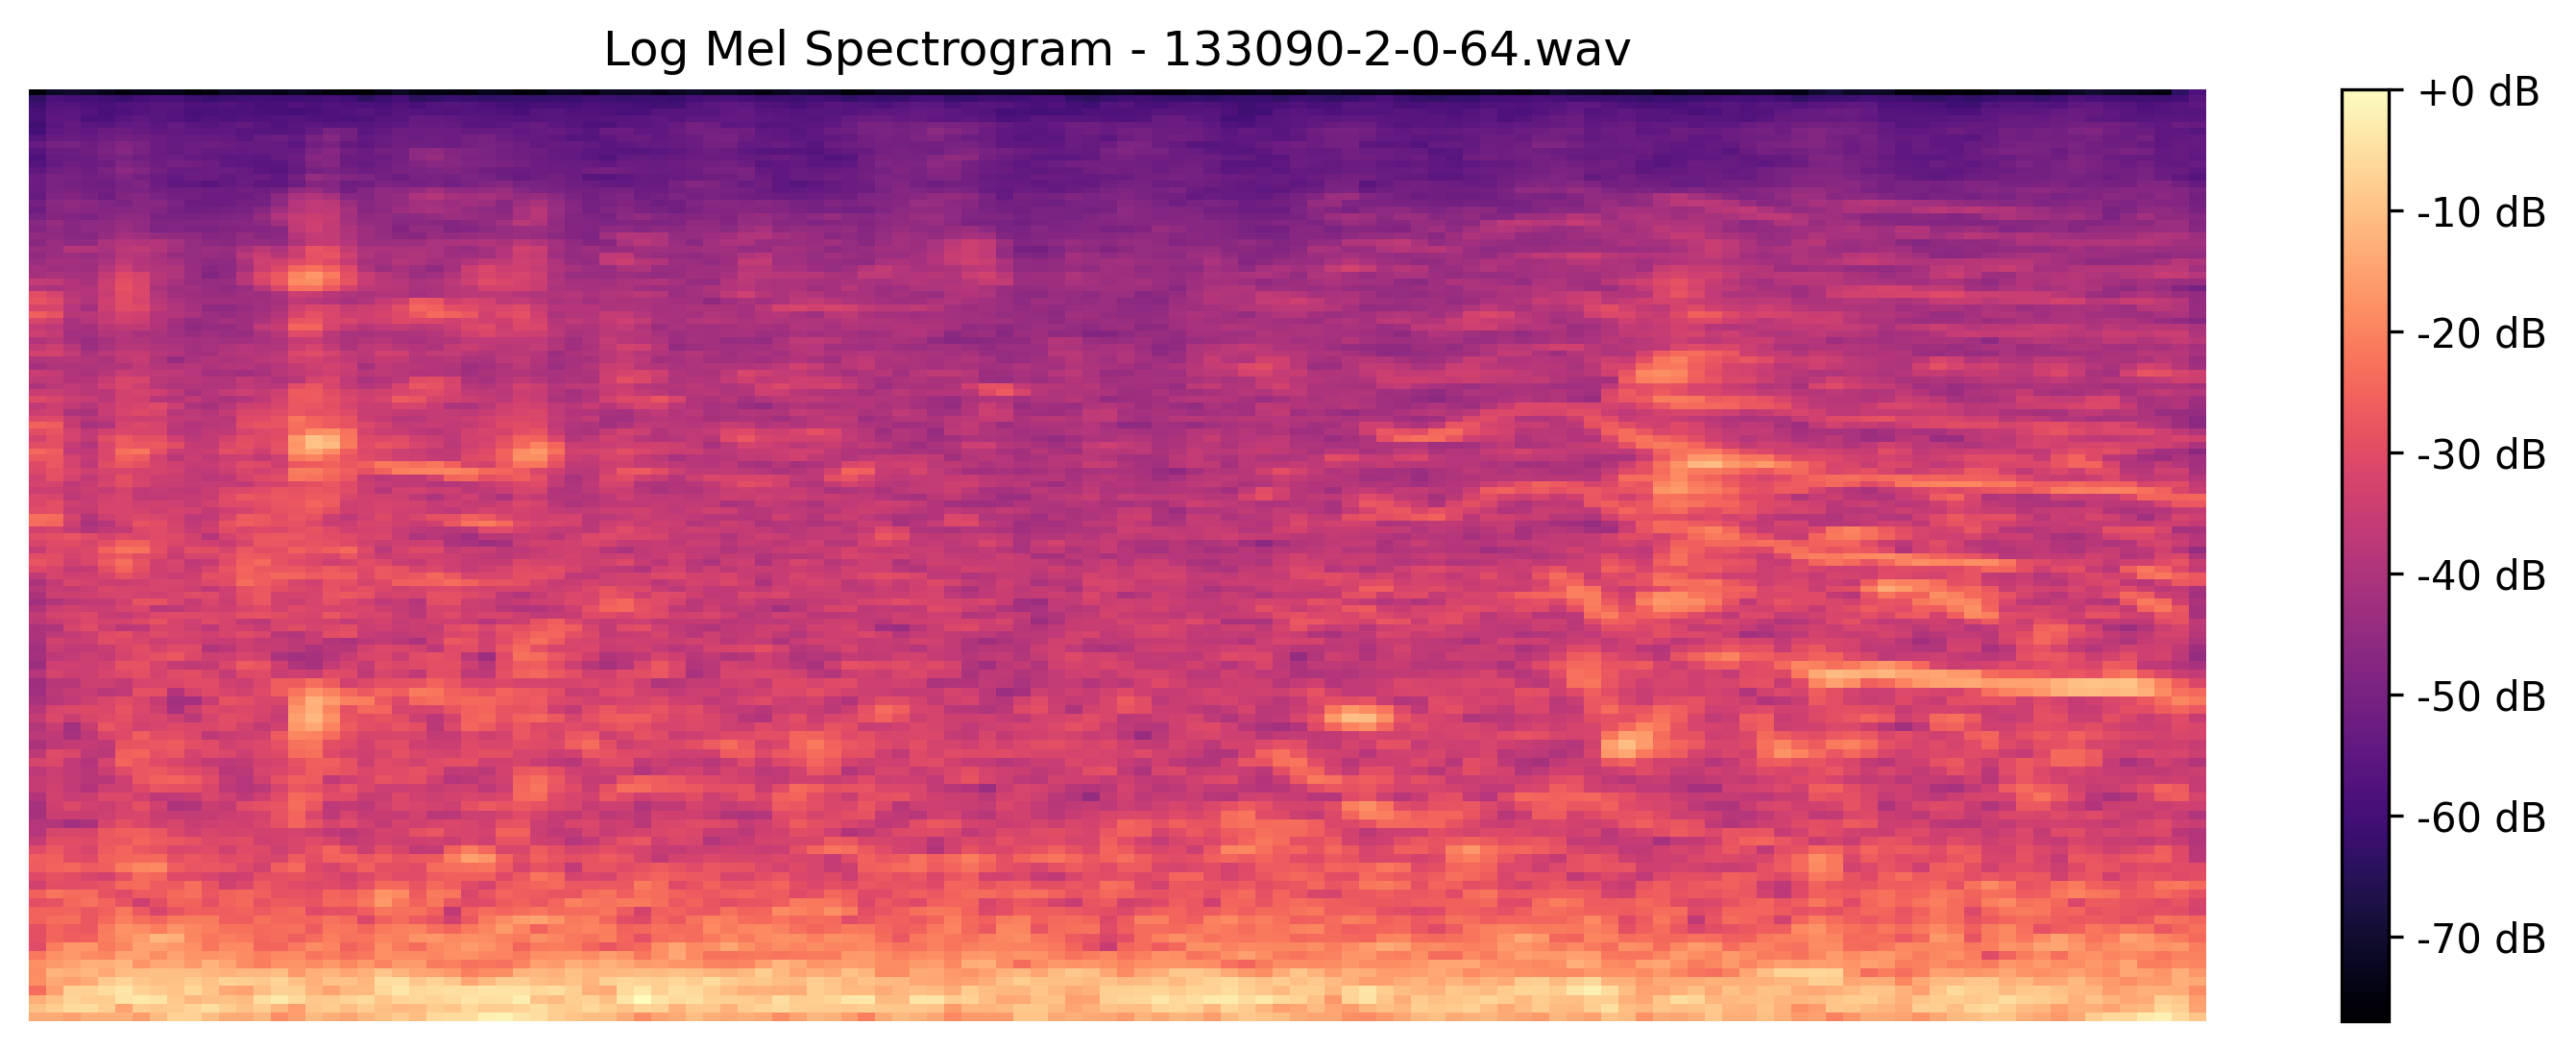 Log Mel Spectrogram - 133090-2-0-64.wav
+0 dB
-10 dB
-20 dB
-30 dB
-40 dB
-50 dB
-60 dB
-70 dB